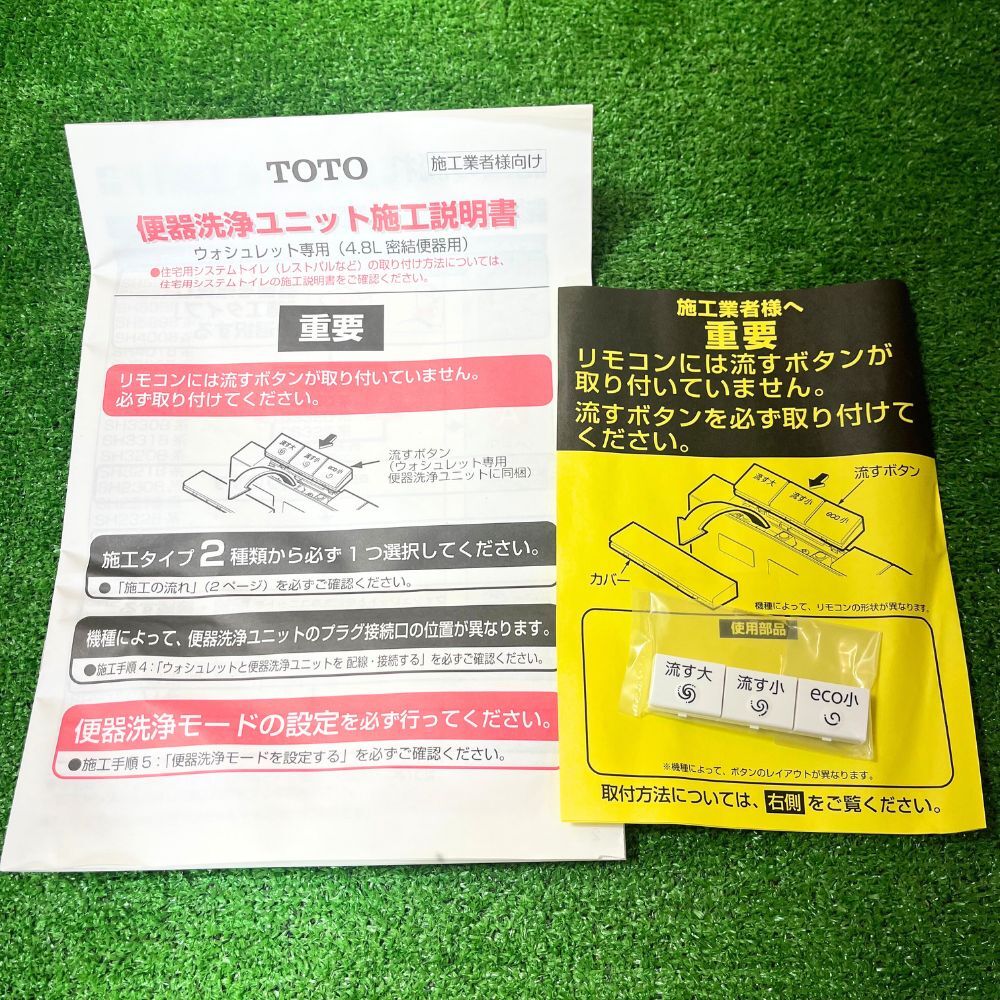 TOTO
施工業者様向け
便器洗浄ユニット施工説明書
ウォシュレット専用（4.8L 密結便器用）
●住宅用システムトイレ（レストパルなど）の取り付け方法については、
住宅用システムトイレの施工説明書をご確認ください。
重要
リモコンには流すボタンが取り付いていません。
必ず取り付けてください。
流す大
流す小
eco小
流すボタン
（ウォシュレット専用
便器洗浄ユニットに同梱）
施工タイプ2種類から必ず1つ選択してください。
●「施工の流れ」（2ページ）を必ずご確認ください。
機種によって、便器洗浄ユニットのプラグ接続口の位置が異なります。
●施工手順4：「ウォシュレットと便器洗浄ユニットを 配線・接続する」を必ずご確認ください。
便器洗浄モードの設定を必ず行ってください。
●施工手順5：「便器洗浄モードを設定する」を必ずご確認ください。
施工業者様へ
重要
リモコンには流すボタンが
取り付いていません。
流すボタンを必ず取り付けて
ください。
流す大
流す小
eco小
流すボタン
カバー
機種によって、リモコンの形状が異なります。
使用部品
流す大
流す小
eco小
※機種によって、ボタンのレイアウトが異なります。
取付方法については、右側をご覧ください。